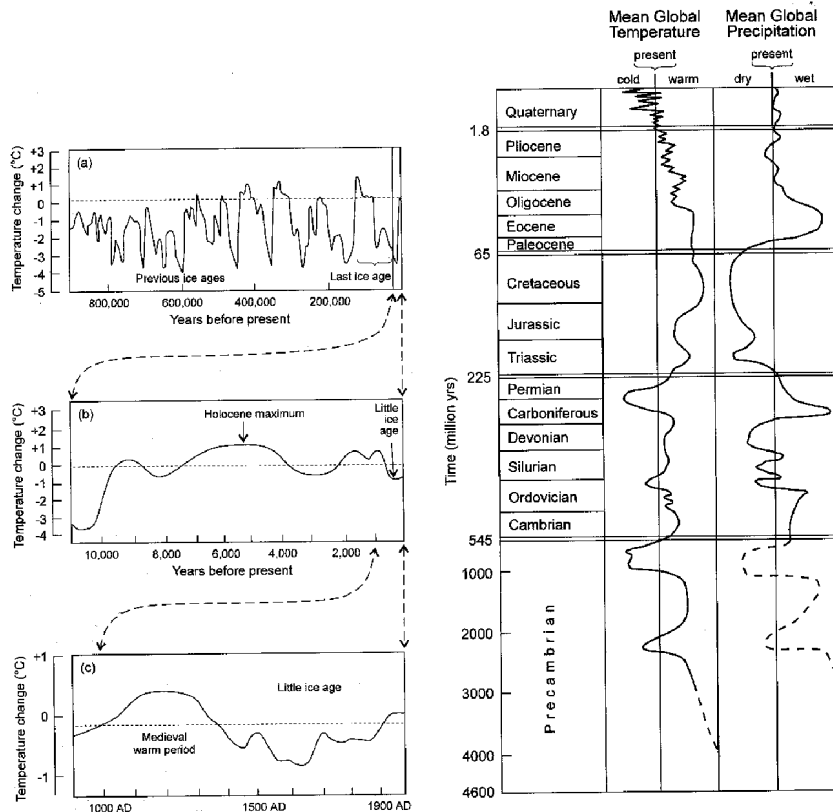 (a)
Temperature change (°C)
+3
+2
+1
0
-1
-2
-3
-4
-5
Previous ice ages
Last ice age
800,000
600,000
400,000
200,000
Years before present
(b)
Temperature change (°C)
+3
+2
+1
0
-1
-2
-3
-4
Holocene maximum
Little
ice
age
10,000
8,000
6,000
4,000
2,000
Years before present
(c)
Temperature change (°C)
+1
0
-1
Little ice age
Medieval
warm period
1000 AD
1500 AD
1900 AD
Mean Global
Temperature
present
cold
warm
Mean Global
Precipitation
present
dry
wet
Time (million yrs)
Quaternary
1.8
Pliocene
Miocene
Oligocene
Eocene
Paleocene
65
Cretaceous
Jurassic
Triassic
225
Permian
Carboniferous
Devonian
Silurian
Ordovician
Cambrian
545
1000
2000
3000
4000
4600
Precambrian